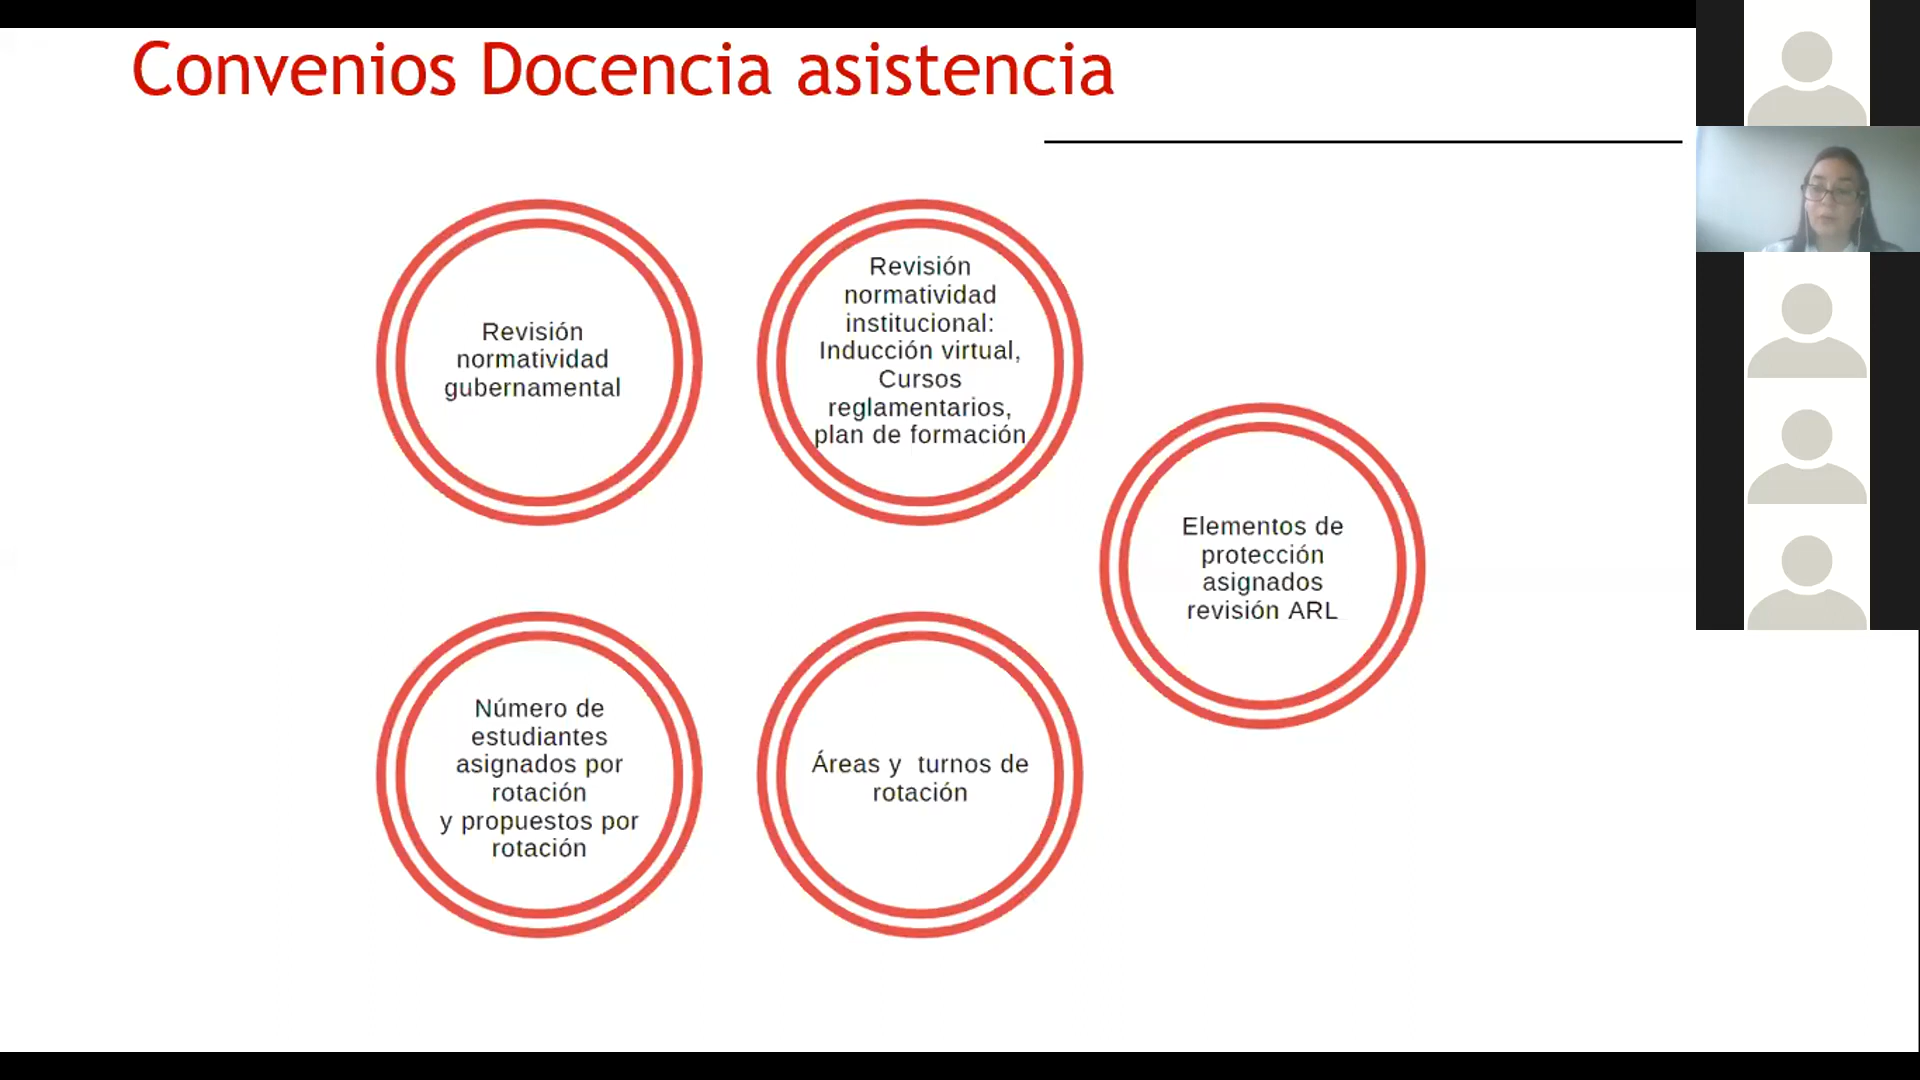 Convenios Docencia asistencia
Revisión
normatividad
gubernamental
Revisión
normatividad
institucional:
Inducción virtual,
Cursos
reglamentarios,
plan de formación
Elementos de
protección
asignados
revisión ARL
Número de
estudiantes
asignados por
rotación
y propuestos por
rotación
Áreas y  turnos de
rotación